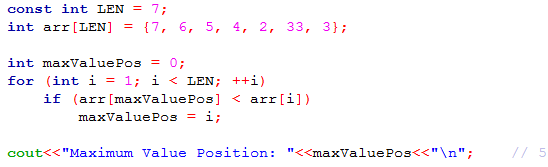 const int LEN = 7;
int arr[LEN] = {7, 6, 5, 4, 2, 33, 3};
int maxValuePos = 0;
for (int i = 1; i < LEN; ++i)
if (arr[maxValuePos] < arr[i])
maxValuePos = i;
cout<<"Maximum Value Position: "<<maxValuePos<<"\n";     // 5